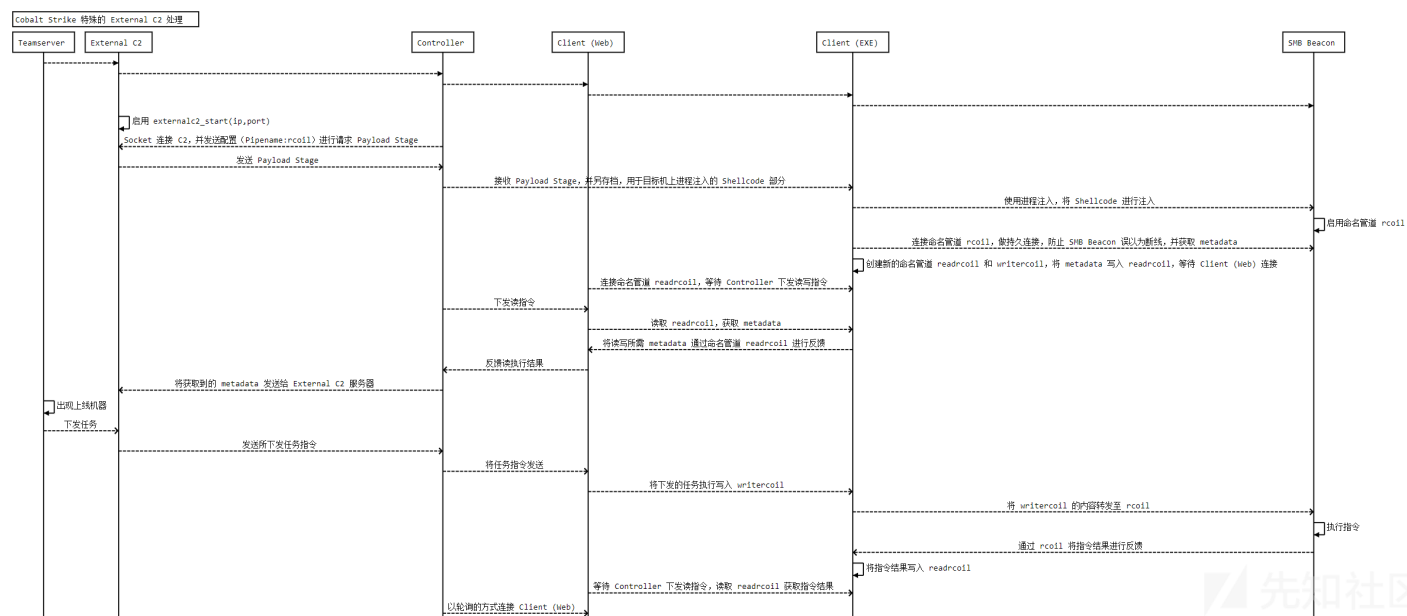 Cobalt Strike 特殊的 External C2 处理
Teamserver
External C2
Controller
Client (Web)
Client (EXE)
SMB Beacon
启用 externalc2_start(ip,port)
Socket 连接 C2，并发送配置（Pipename:rcoil）进行请求 Payload Stage
发送 Payload Stage
接收 Payload Stage，并另存档，用于目标机上进程注入的 Shellcode 部分
使用进程注入，将 Shellcode 进行注入
启用命名管道 rcoil
连接命名管道 rcoil，做持久连接，防止 SMB Beacon 误以为断线，并获取 metadata
创建新的命名管道 readrcoil 和 writercoil，将 metadata 写入 readrcoil，等待 Client (Web) 连接
连接命名管道 readrcoil，等待 Controller 下发读写指令
下发读指令
读取 readrcoil，获取 metadata
将读写所需 metadata 通过命名管道 readrcoil 进行反馈
反馈读执行结果
将获取到的 metadata 发送给 External C2 服务器
出现上线机器
下发任务
发送所下发任务指令
将任务指令发送
将下发的任务执行写入 writercoil
将 writercoil 的内容转发至 rcoil
执行指令
通过 rcoil 将指令结果进行反馈
将指令结果写入 readrcoil
等待 Controller 下发读指令，读取 readrcoil 获取指令结果
以轮询的方式连接 Client (Web)
先知社区